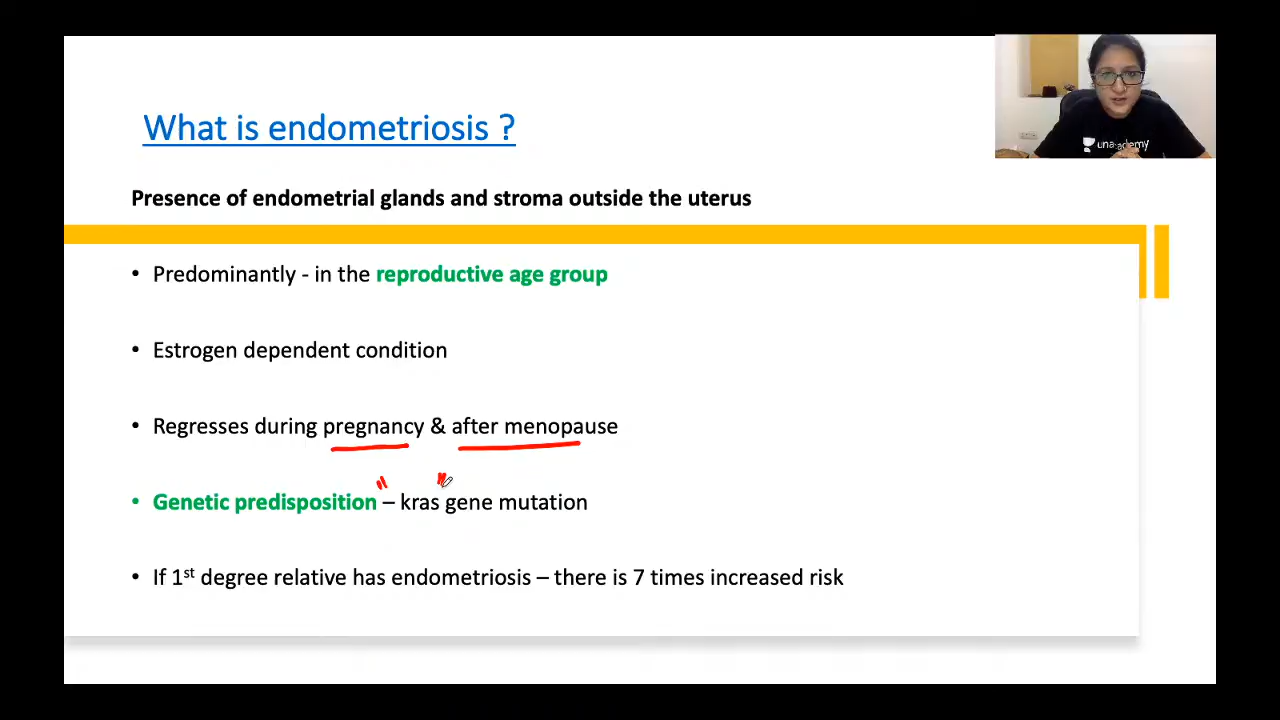 What is endometriosis ?
unacademy
Presence of endometrial glands and stroma outside the uterus
• Predominantly - in the reproductive age group
• Estrogen dependent condition
• Regresses during pregnancy & after menopause
• Genetic predisposition – kras gene mutation
• If 1st degree relative has endometriosis – there is 7 times increased risk